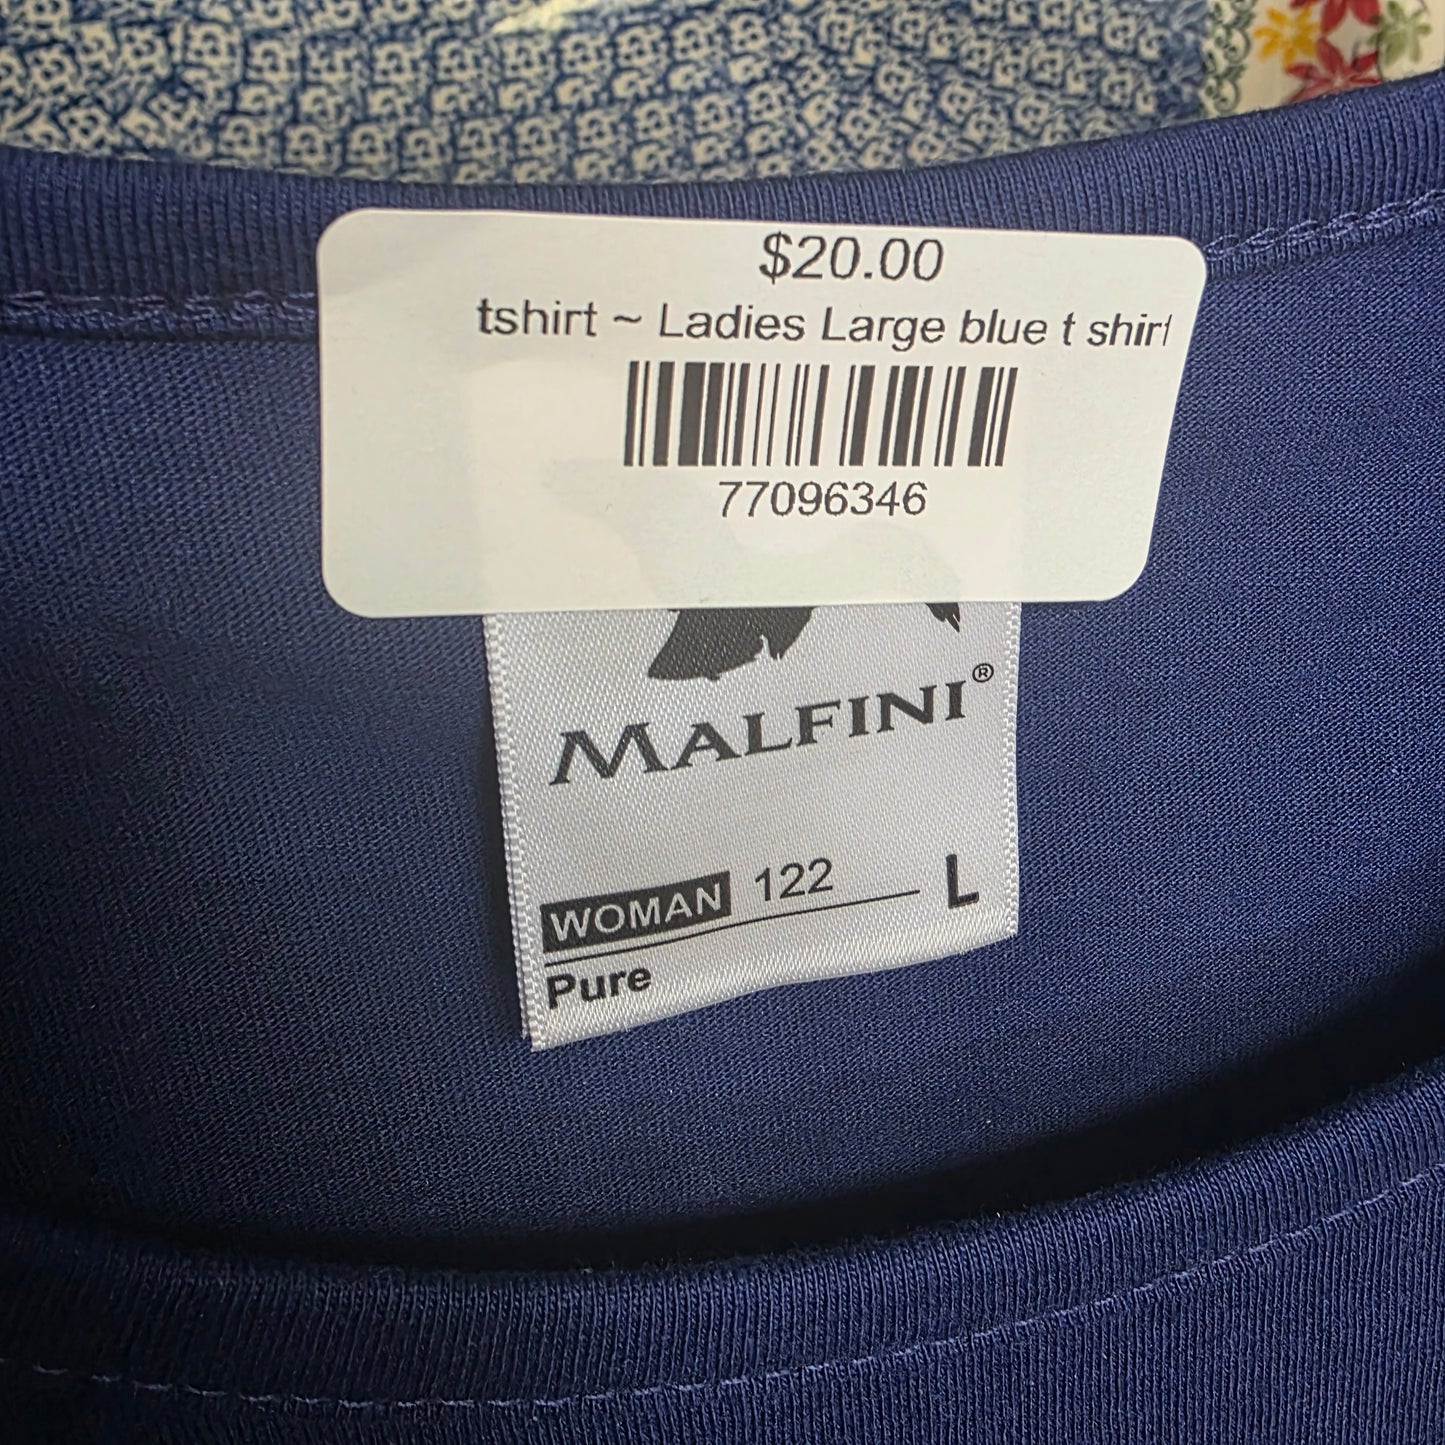 $20.00
tshirt ~ Ladies Large blue t shirt
77096346
MALFINI®
WOMAN 122 L
Pure